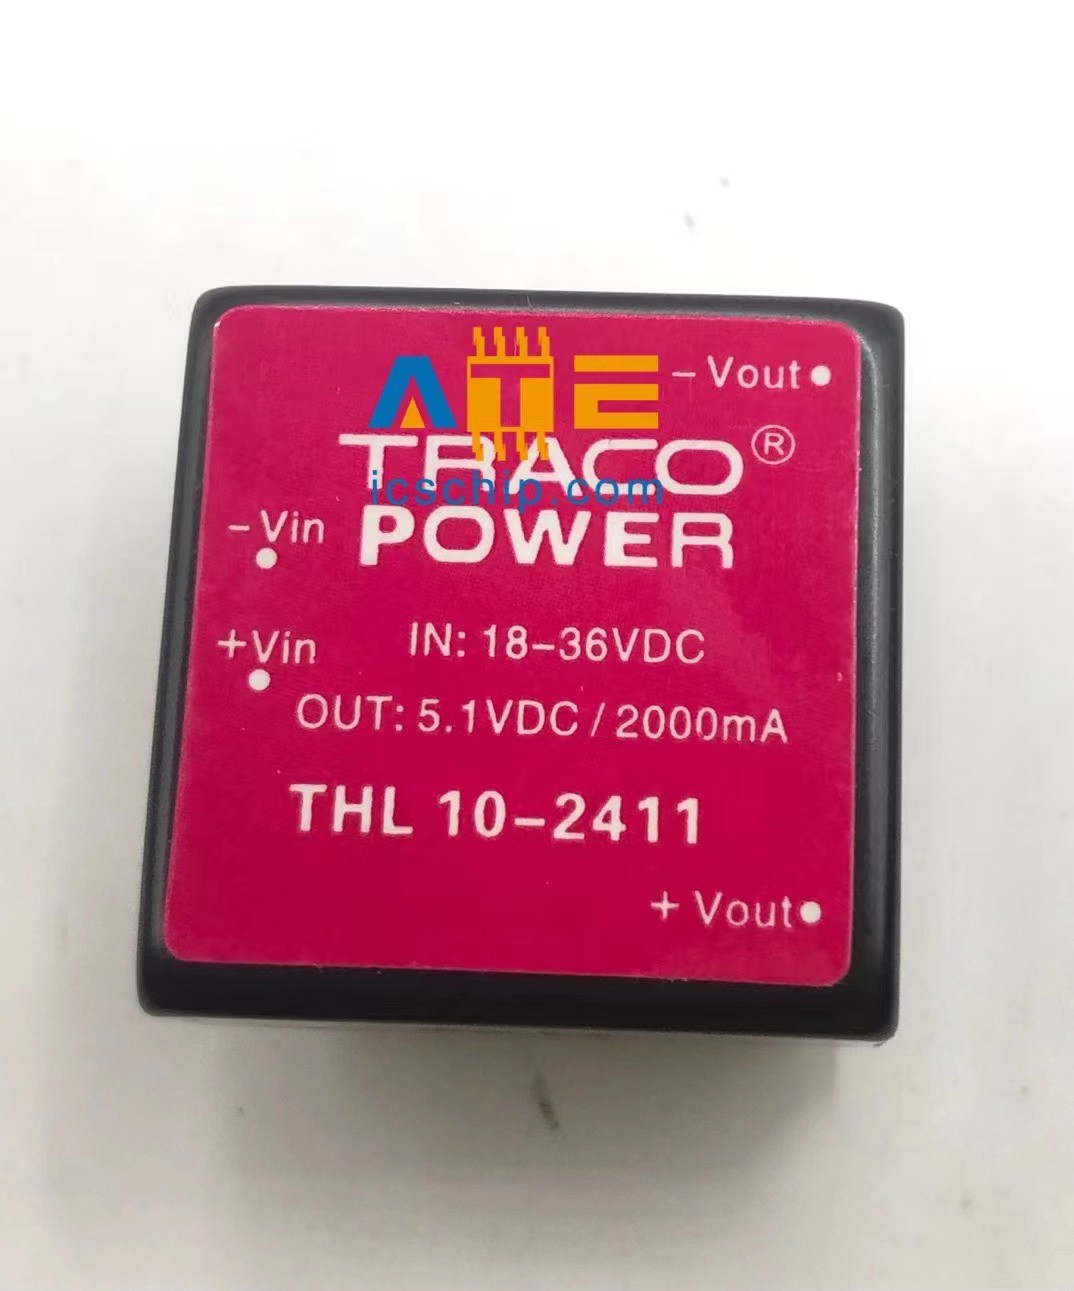 ATE
– Vout
TRACO®
icschip.com
–Vin
POWER
+Vin
IN: 18–36VDC
OUT: 5.1VDC / 2000mA
THL 10–2411
+ Vout